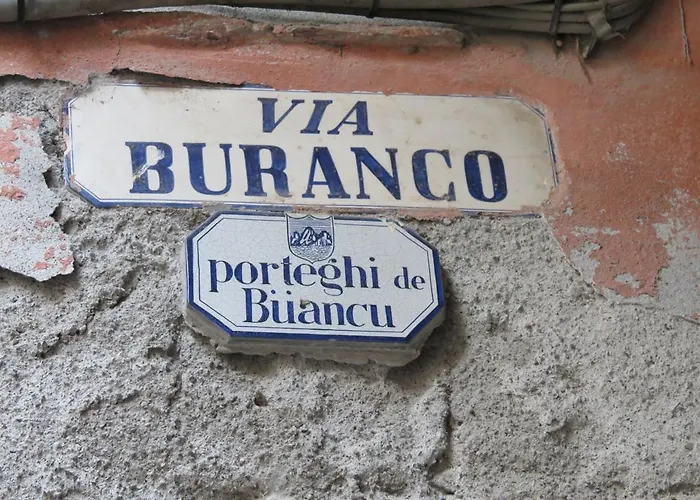 VIA
BURANCO
porteghi de
Büancu